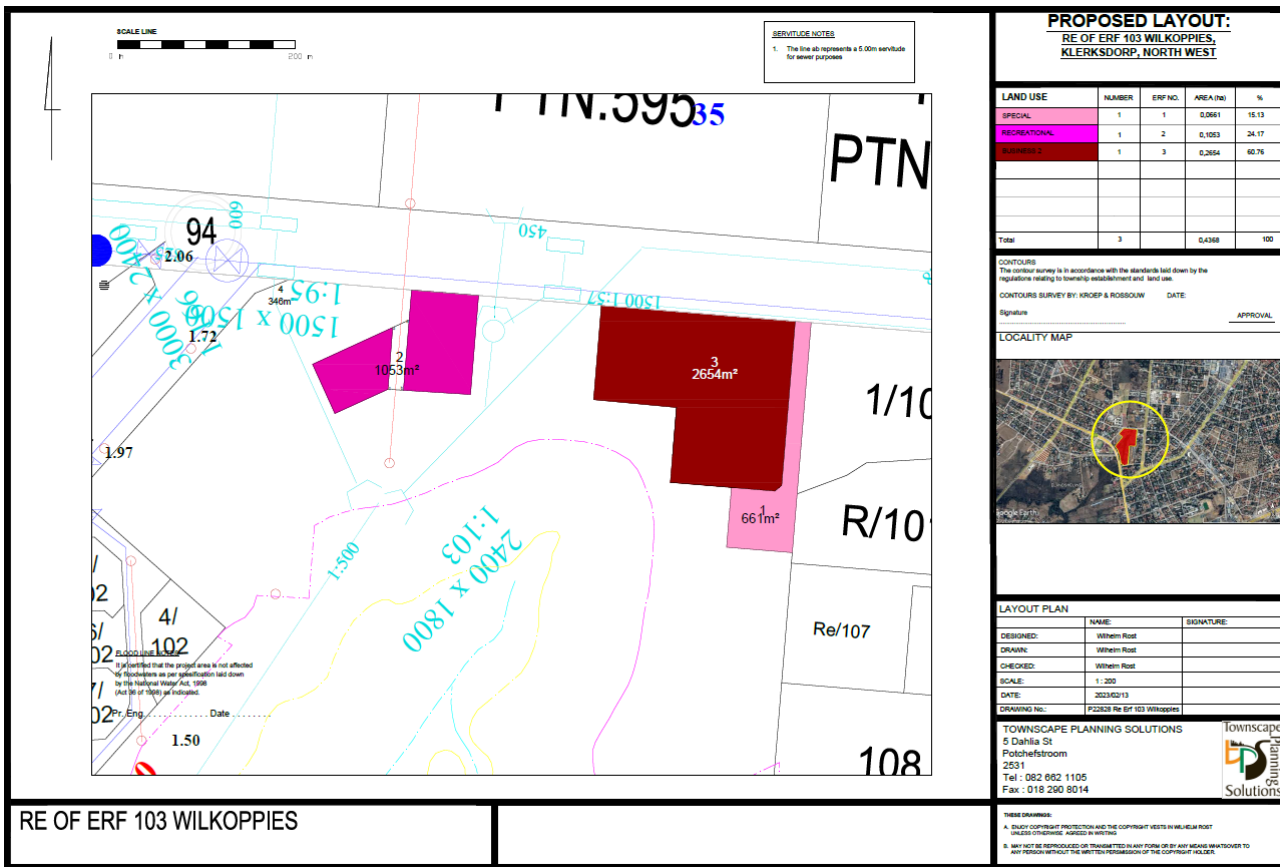 SCALE LINE
0 m
200 m
SERVITUDE NOTES
1. The line ab represents a 5.00m servitude
for sewer purposes
PTN.595
35
PTN
94
600
450
2.06
4
346m²
1:95
1500 x 1500
1500 1:57
1.72
2400 x
3000 x
2
1053m²
3
2654m²
1/10
1.97
1
661m²
R/10
1:103
2400 x 1800
1:500
4/
102
02
02
02
Re/107
108
FLOOD LINE NOTES
It is certified that the project area is not affected
by floodwaters as per specification laid down
by the National Water Act, 1998
(Act 36 of 1998) as indicated.
Pr. Eng. Date
1.50
RE OF ERF 103 WILKOPPIES
PROPOSED LAYOUT:
RE OF ERF 103 WILKOPPIES,
KLERKSDORP, NORTH WEST
LAND USE NUMBER ERF NO. AREA (ha) %
SPECIAL 1 1 0,0661 15.13
RECREATIONAL 1 2 0,1053 24.17
BUSINESS 2 1 3 0,2654 60.76
Total 3 0,4368 100
CONTOURS
The contour survey is in accordance with the standards laid down by the
regulations relating to township establishment and land use.
CONTOURS SURVEY BY: KROEP & ROSSOUW DATE:
Signature
APPROVAL
LOCALITY MAP
Google Earth
LAYOUT PLAN
NAME: SIGNATURE:
DESIGNED: Wilhelm Rost
DRAWN: Wilhelm Rost
CHECKED: Wilhelm Rost
SCALE: 1 : 200
DATE: 2023/02/13
DRAWING No.: P22828 Re Erf 103 Wilkoppies
TOWNSCAPE PLANNING SOLUTIONS
5 Dahlia St
Potchefstroom
2531
Tel : 082 662 1105
Fax : 018 290 8014
Townscape
Planning
Solutions
THESE DRAWINGS:
A. ENJOY COPYRIGHT PROTECTION AND THE COPYRIGHT VESTS IN WILHELM ROST
UNLESS OTHERWISE AGREED IN WRITING
B. MAY NOT BE REPRODUCED OR TRANSMITTED IN ANY FORM OR BY ANY MEANS WHATSOEVER TO
ANY PERSON WITHOUT THE WRITTEN PERSMISSION OF THE COPYRIGHT HOLDER.